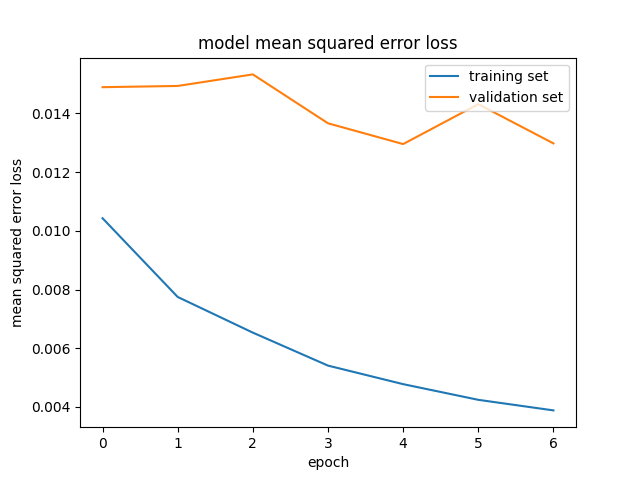 model mean squared error loss
training set
validation set
mean squared error loss
0.014
0.012
0.010
0.008
0.006
0.004
0 1 2 3 4 5 6
epoch